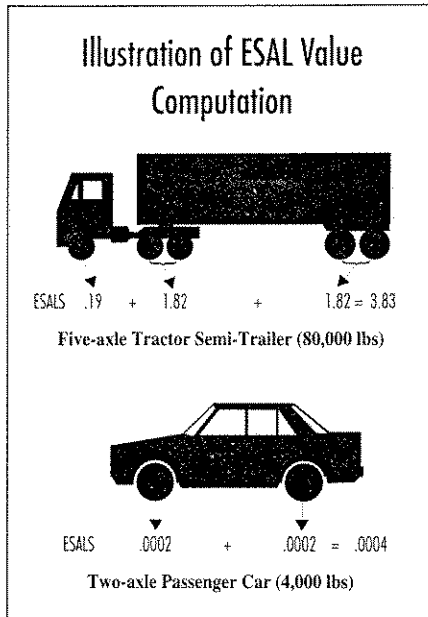 Illustration of ESAL Value
Computation
ESALS .19 + 1.82 + 1.82 = 3.83
Five-axle Tractor Semi-Trailer (80,000 lbs)
ESALS .0002 + .0002 = .0004
Two-axle Passenger Car (4,000 lbs)